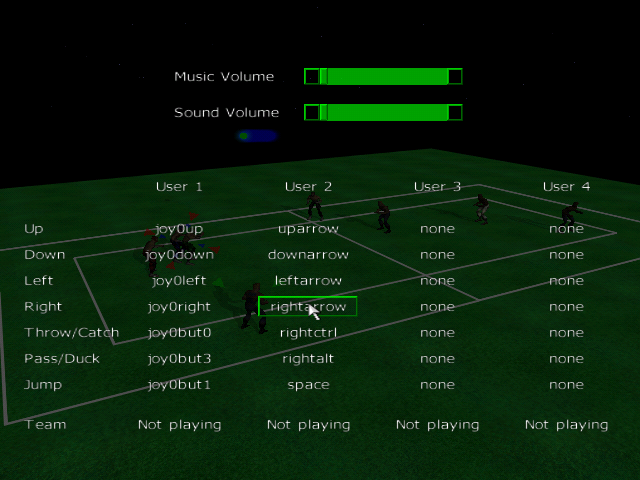 Music Volume
Sound Volume
User 1 User 2 User 3 User 4
Up joy0up uparrow none none
Down joy0down downarrow none none
Left joy0left leftarrow none none
Right joy0right rightarrow none none
Throw/Catch joy0but0 rightctrl none none
Pass/Duck joy0but3 rightalt none none
Jump joy0but1 space none none
Team Not playing Not playing Not playing Not playing